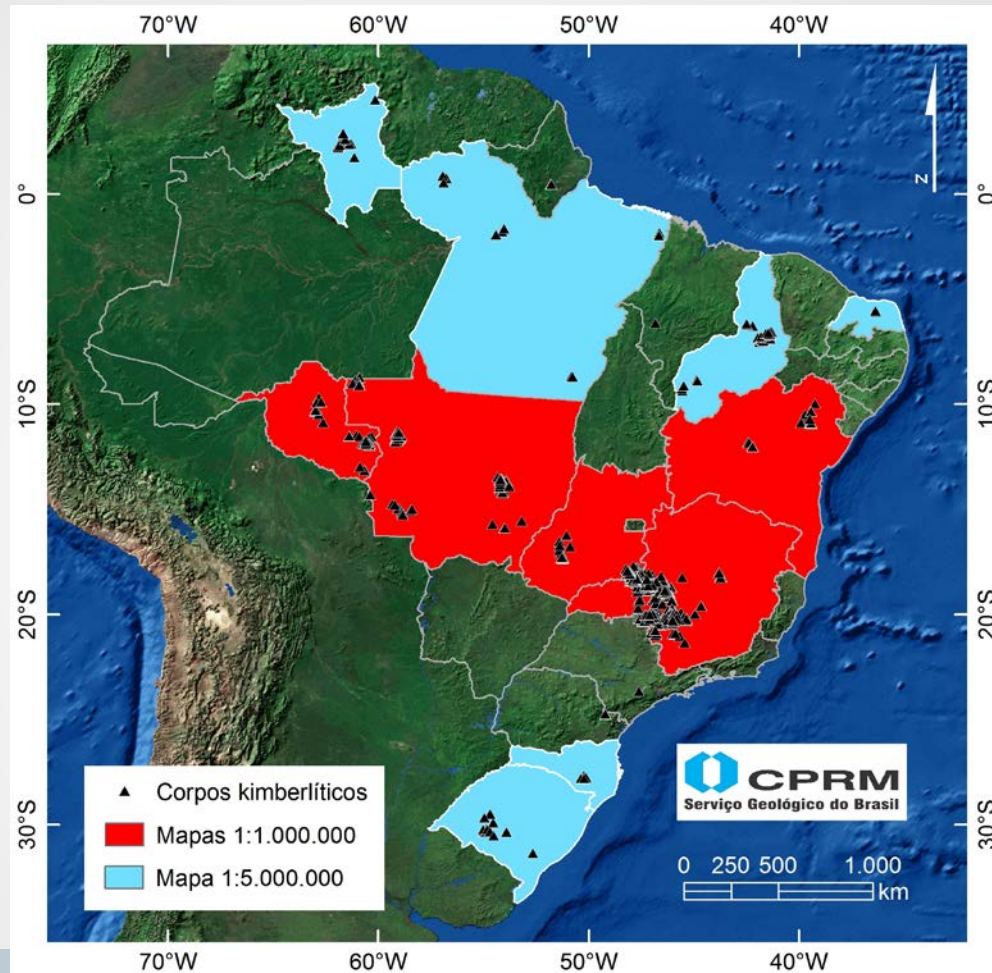 70°W 60°W 50°W 40°W
0° 0°
10°S 10°S
20°S 20°S
30°S 30°S
N
Corpos kimberlíticos
Mapas 1:1.000.000
Mapa 1:5.000.000
CPRM
Serviço Geológico do Brasil
0 250 500 1.000
km
70°W 60°W 50°W 40°W